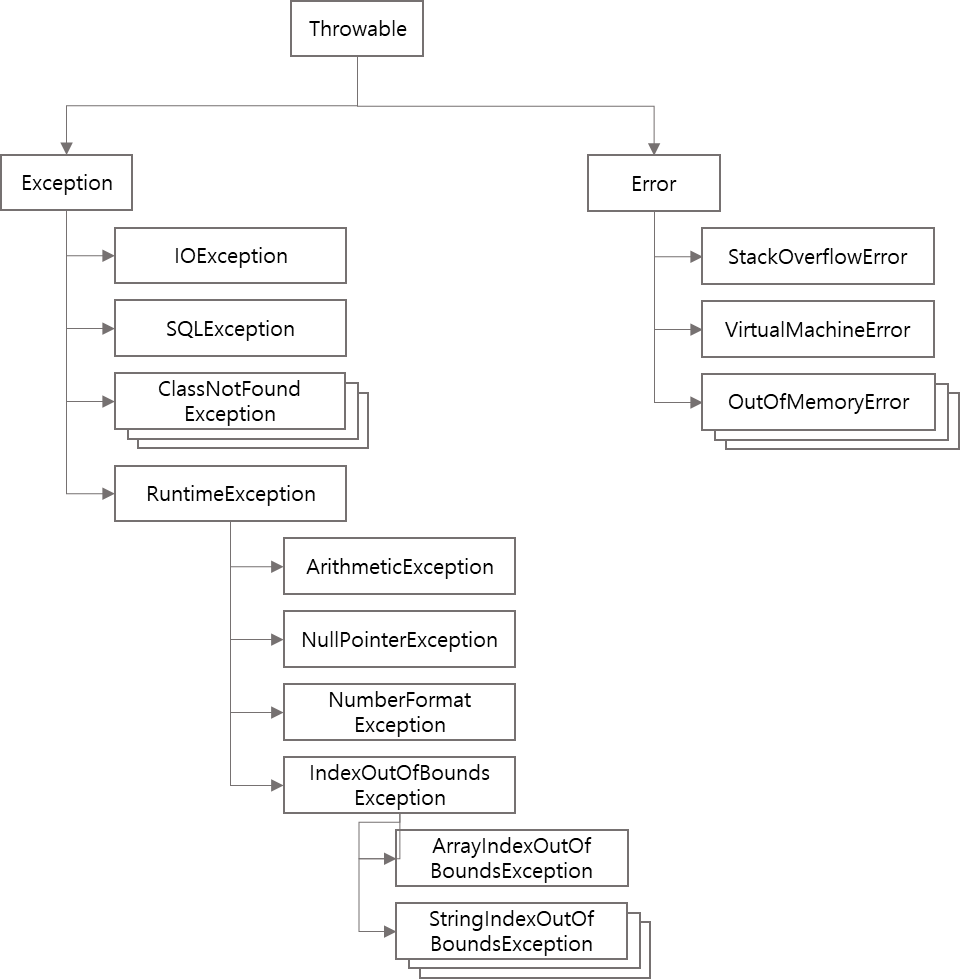 Throwable
Exception
Error
IOException
StackOverflowError
SQLException
VirtualMachineError
ClassNotFound
Exception
OutOfMemoryError
RuntimeException
ArithmeticException
NullPointerException
NumberFormat
Exception
IndexOutOfBounds
Exception
ArrayIndexOutOf
BoundsException
StringIndexOutOf
BoundsException